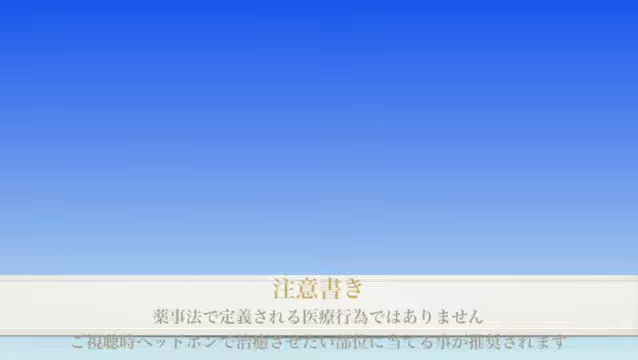 注意書き
薬事法で定義される医療行為ではありません
ご視聴時ヘッドホンで治癒させたい部位に当てる事が推奨されます